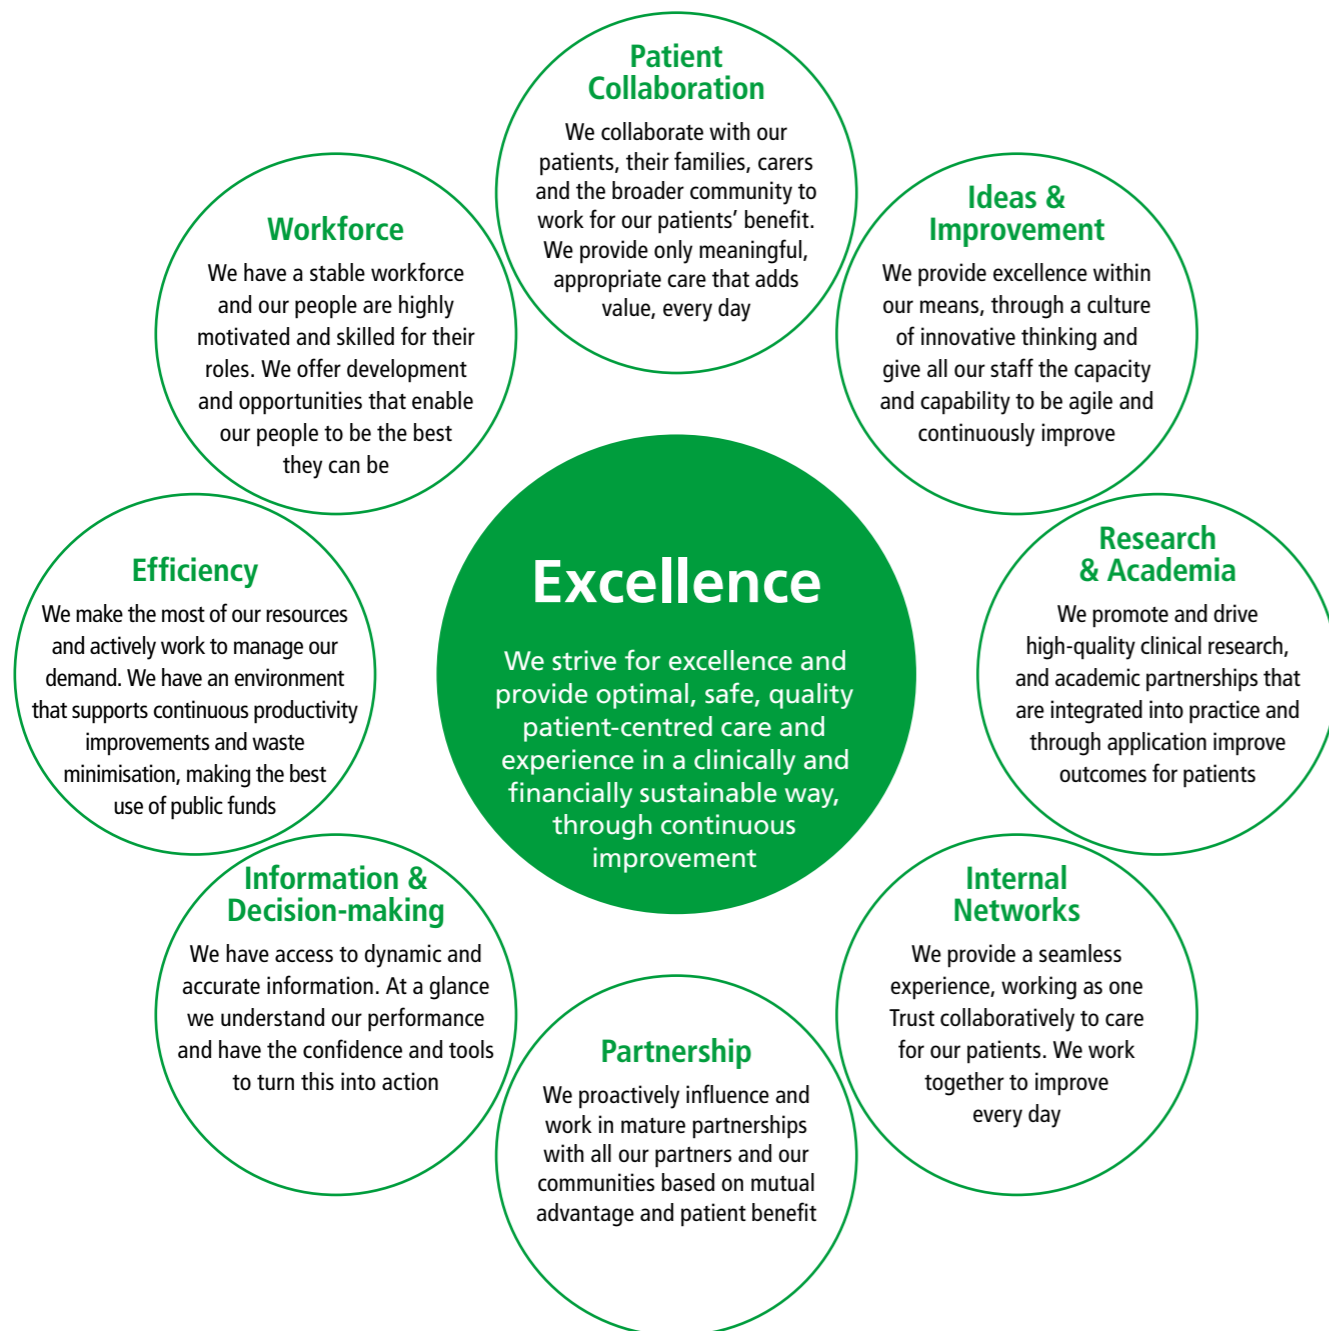 Patient
Collaboration
We collaborate with our
patients, their families, carers
and the broader community to
work for our patients’ benefit.
We provide only meaningful,
appropriate care that adds
value, every day
Ideas &
Improvement
We provide excellence within
our means, through a culture
of innovative thinking and
give all our staff the capacity
and capability to be agile and
continuously improve
Research
& Academia
We promote and drive
high-quality clinical research,
and academic partnerships that
are integrated into practice and
through application improve
outcomes for patients
Internal
Networks
We provide a seamless
experience, working as one
Trust collaboratively to care
for our patients. We work
together to improve
every day
Partnership
We proactively influence and
work in mature partnerships
with all our partners and our
communities based on mutual
advantage and patient benefit
Information &
Decision-making
We have access to dynamic and
accurate information. At a glance
we understand our performance
and have the confidence and tools
to turn this into action
Efficiency
We make the most of our resources
and actively work to manage our
demand. We have an environment
that supports continuous productivity
improvements and waste
minimisation, making the best
use of public funds
Workforce
We have a stable workforce
and our people are highly
motivated and skilled for their
roles. We offer development
and opportunities that enable
our people to be the best
they can be
Excellence
We strive for excellence and
provide optimal, safe, quality
patient-centred care and
experience in a clinically and
financially sustainable way,
through continuous
improvement